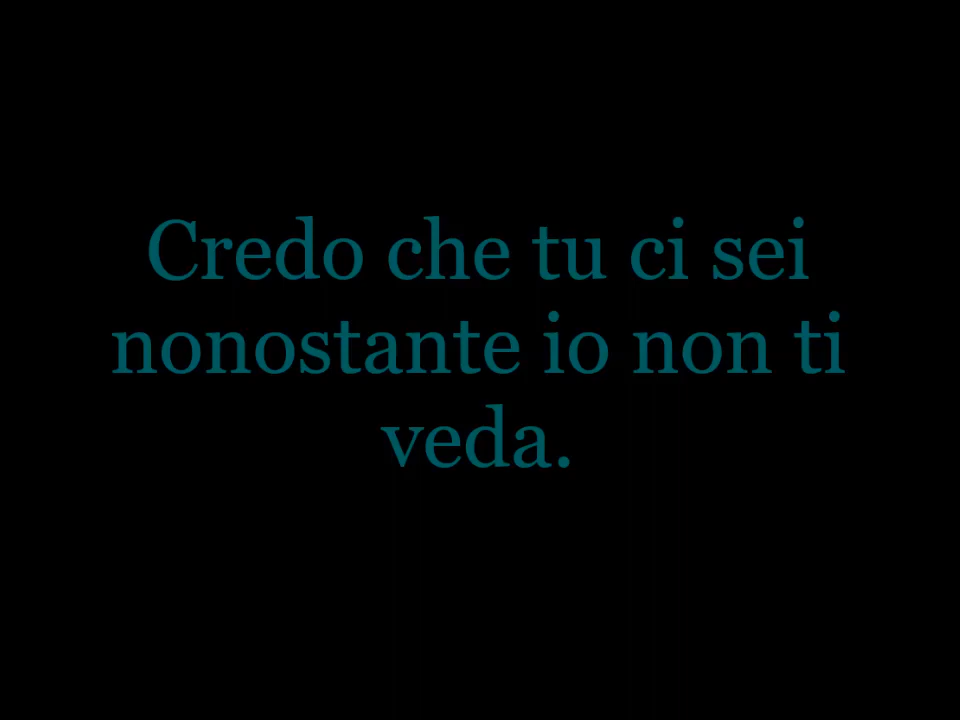 Credo che tu ci sei
nonostante io non ti
veda.